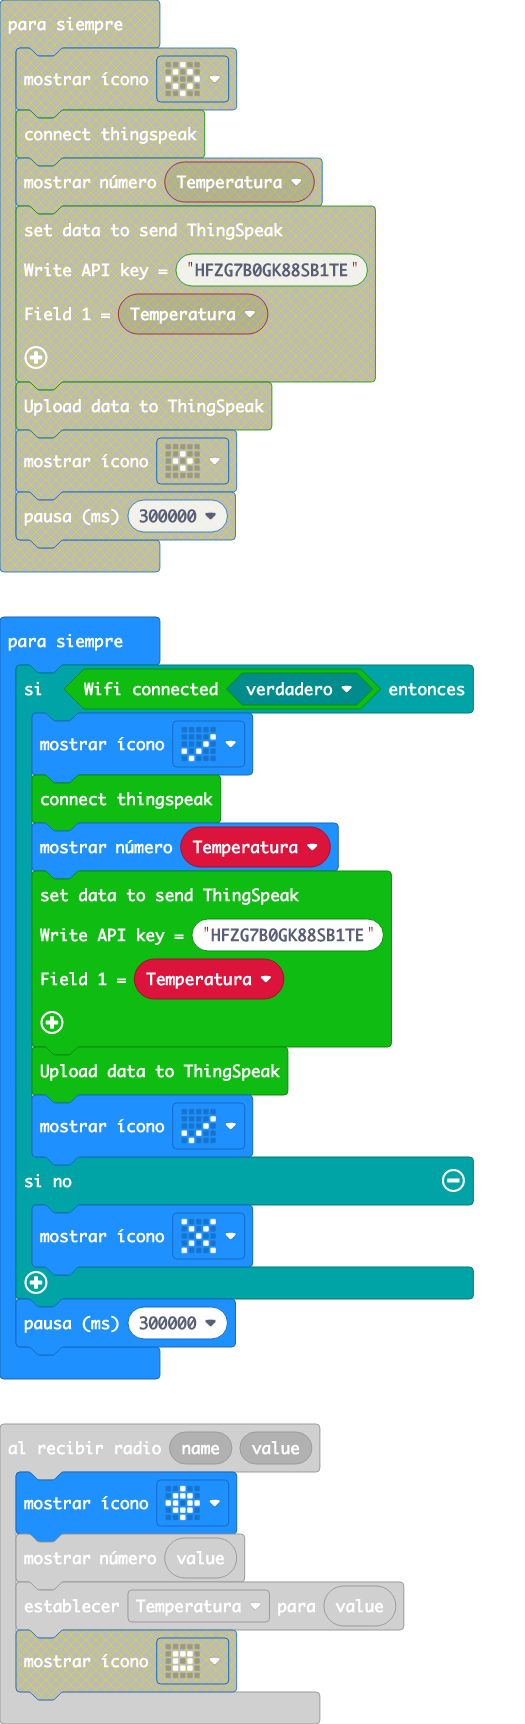 para siempre
mostrar ícono
connect thingspeak
mostrar número Temperatura
set data to send ThingSpeak
Write API key = "HFZG7B0GK88SB1TE"
Field 1 = Temperatura
Upload data to ThingSpeak
mostrar ícono
pausa (ms) 300000
para siempre
si Wifi connected verdadero entonces
mostrar ícono
connect thingspeak
mostrar número Temperatura
set data to send ThingSpeak
Write API key = "HFZG7B0GK88SB1TE"
Field 1 = Temperatura
Upload data to ThingSpeak
mostrar ícono
si no
mostrar ícono
pausa (ms) 300000
al recibir radio name value
mostrar ícono
mostrar número value
establecer Temperatura para value
mostrar ícono